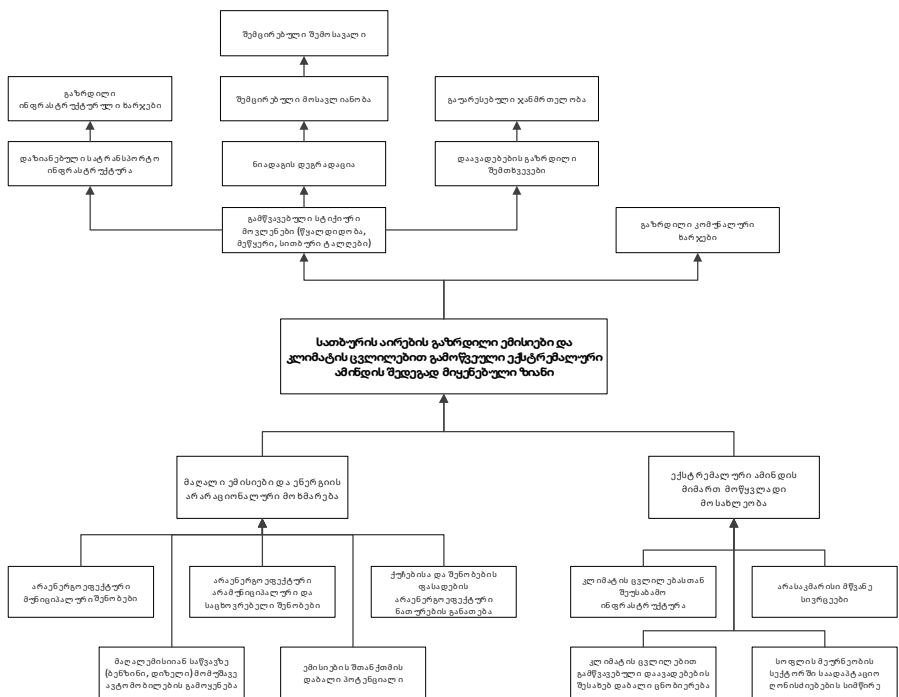 შემცირებული შემოსავალი
გაზრდილი
ინფრასტრუქტურული ხარჯები
შემცირებული მოსავლიანობა
გაუარესებული ჯანმრთელობა
დაზიანებული სატრანსპორტო
ინფრასტრუქტურა
ნიადაგის დეგრადაცია
დაავადებების გაზრდილი
შემთხვევები
გამწვავებული სტიქიური
მოვლენები (წყალდიდობა,
მეწყერი, სითბური ტალღები)
გაზრდილი კომუნალური
ხარჯები
სათბურის აირების გაზრდილი ემისიები და
კლიმატის ცვლილებით გამოწვეული ექსტრემალური
ამინდის შედეგად მიყენებული ზიანი
მაღალი ემისიები და ენერგიის
არარაციონალური მოხმარება
ექსტრემალური ამინდის
მიმართ მოწყვლადი
მოსახლეობა
არაენერგოეფექტური
მუნიციპალური შენობები
არაენერგოეფექტური
არამუნიციპალური და
საცხოვრებელი შენობები
ქუჩებისა და შენობების
ფასადების
არაენერგოეფექტური
ნათურების განათება
კლიმატის ცვლილებასთან
შეუსაბამო
ინფრასტრუქტურა
არასაკმარისი მწვანე
სივრცეები
მაღალემისიიან საწვავზე
(ბენზინი, დიზელი) მომუშავე
ავტომობილების გამოყენება
ემისიების შთანთქმის
დაბალი პოტენციალი
კლიმატის ცვლილებით
გამწვავებული დაავადებების
შესახებ დაბალი ცნობიერება
სოფლის მეურნეობის
სექტორში საადაპტაციო
ღონისძიებების სიმწირე